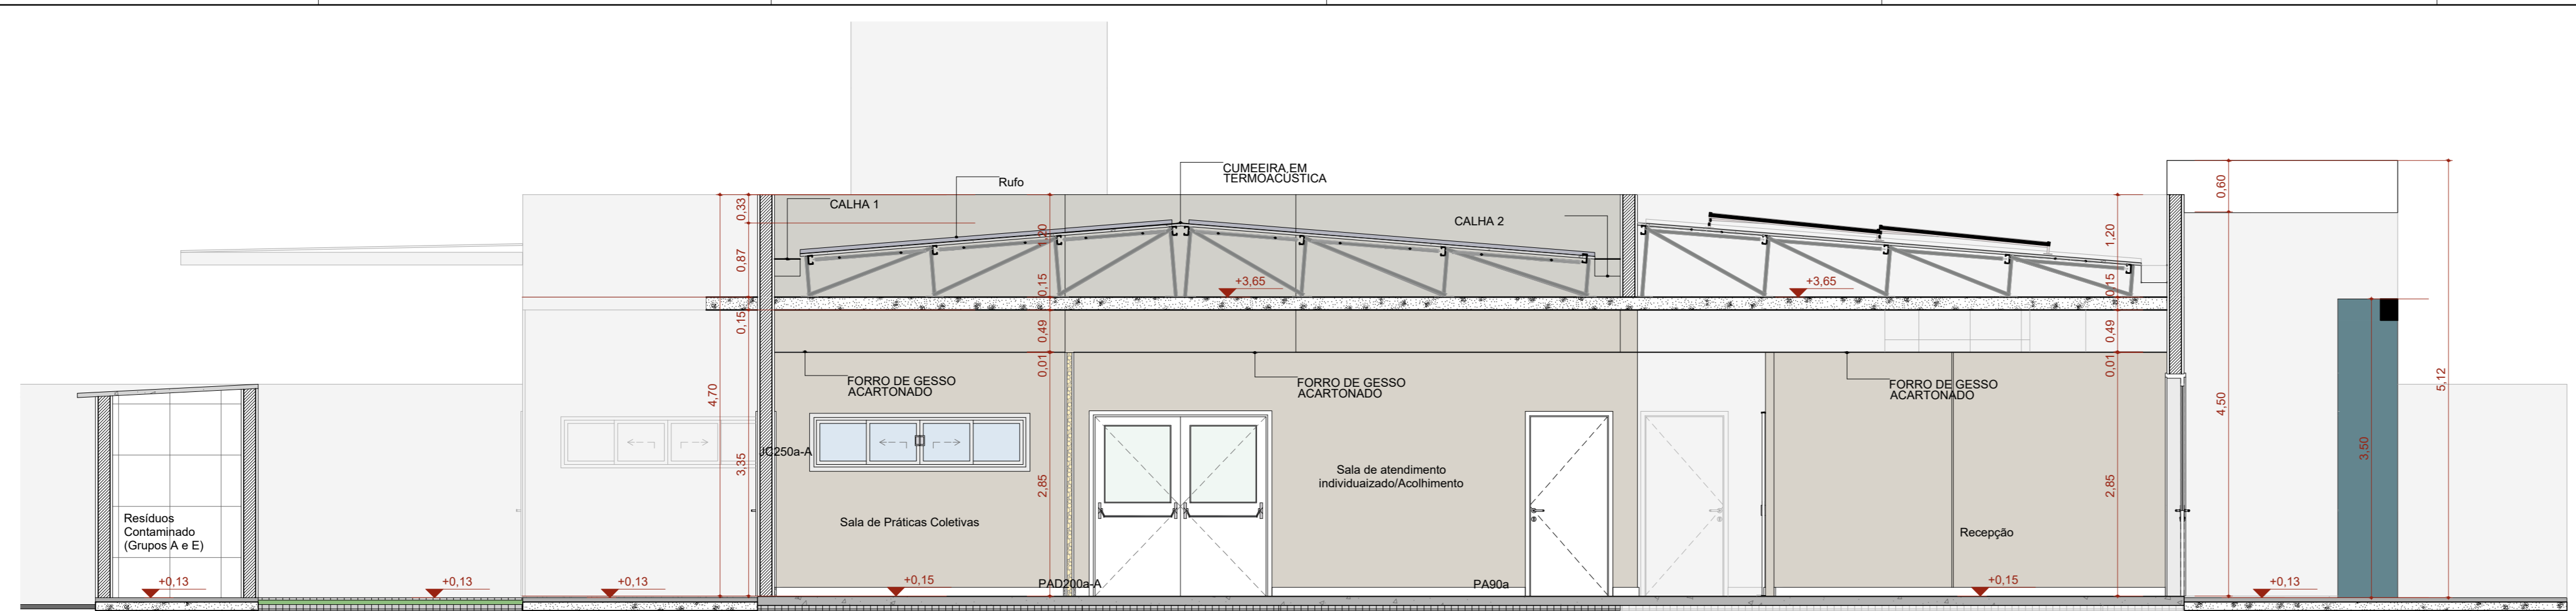 CUMEEIRA EM
TERMOACÚSTICA
Rufo
CALHA 1
CALHA 2
0,33
0,87
0,15
4,70
3,35
1,20
0,15
0,49
0,01
2,85
+3,65
+3,65
1,20
0,15
0,49
0,01
2,85
0,60
4,50
3,50
5,12
FORRO DE GESSO
ACARTONADO
FORRO DE GESSO
ACARTONADO
FORRO DE GESSO
ACARTONADO
JC250a-A
Sala de atendimento
individuaizado/Acolhimento
Sala de Práticas Coletivas
Recepção
Resíduos
Contaminado
(Grupos A e E)
PAD200a-A
PA90a
+0,13
+0,13
+0,13
+0,15
+0,15
+0,13